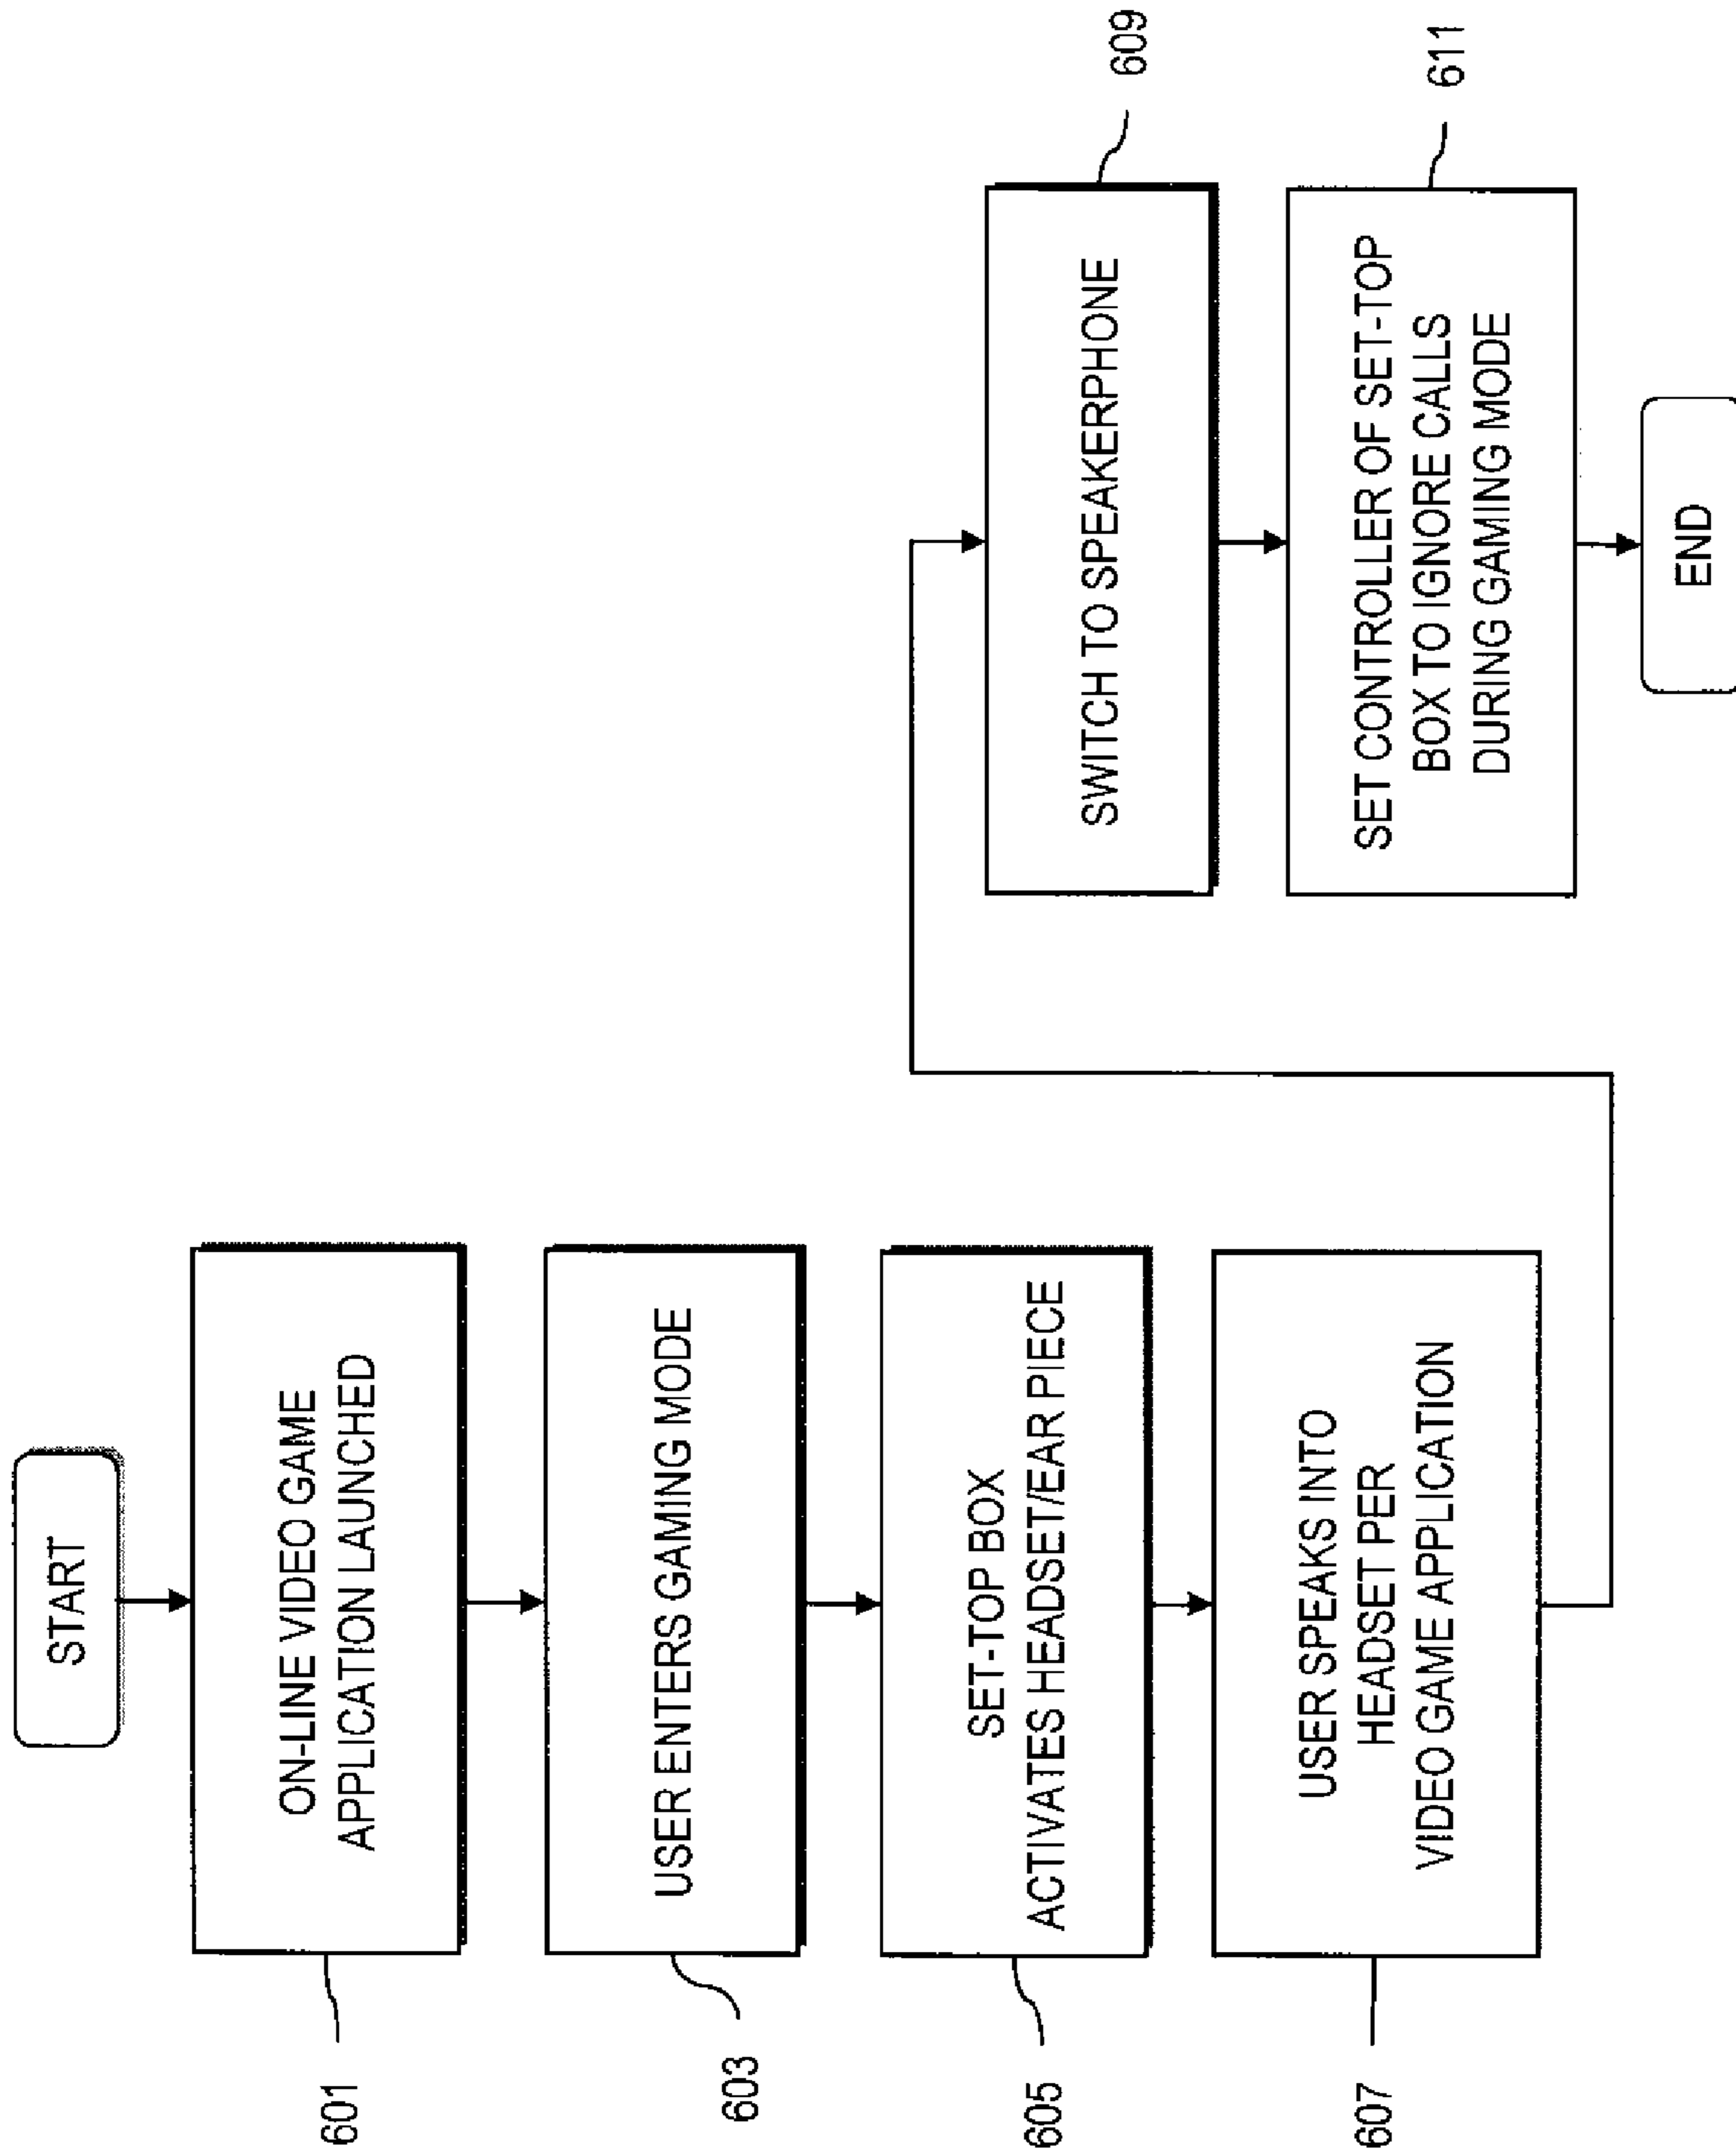 START
601
ON-LINE VIDEO GAME
APPLICATION LAUNCHED
603
USER ENTERS GAMING MODE
605
SET-TOP BOX
ACTIVATES HEADSET/EAR PIECE
607
USER SPEAKS INTO
HEADSET PER
VIDEO GAME APPLICATION
609
SWITCH TO SPEAKERPHONE
611
SET CONTROLLER OF SET-TOP
BOX TO IGNORE CALLS
DURING GAMING MODE
END